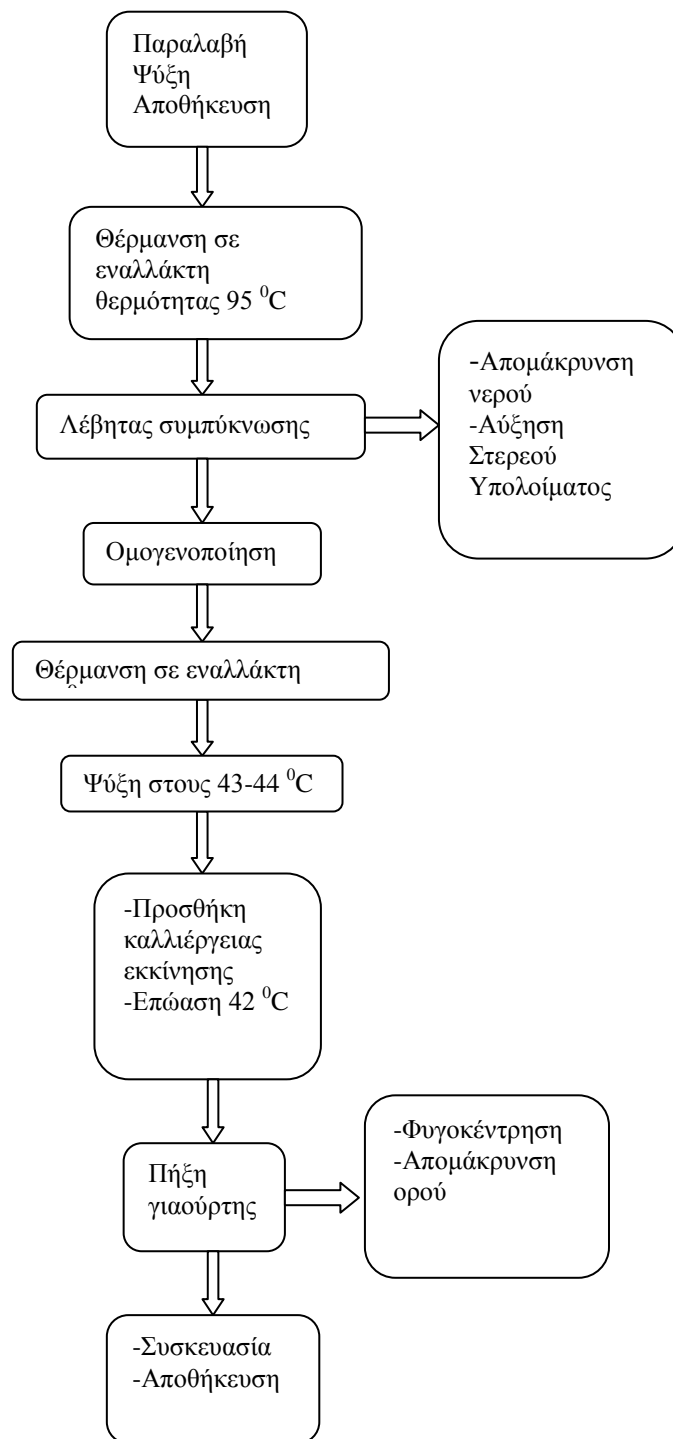 Παραλαβή
Ψύξη
Αποθήκευση
Θέρμανση σε
εναλλάκτη
θερμότητας 95 ⁰C
Λέβητας συμπύκνωσης
-Απομάκρυνση
νερού
-Αύξηση
Στερεού
Υπολοίματος
Ομογενοποίηση
Θέρμανση σε εναλλάκτη
Ψύξη στους 43-44 ⁰C
-Προσθήκη
καλλιέργειας
εκκίνησης
-Επώαση 42 ⁰C
Πήξη
γιαούρτης
-Φυγοκέντρηση
-Απομάκρυνση
ορού
-Συσκευασία
-Αποθήκευση